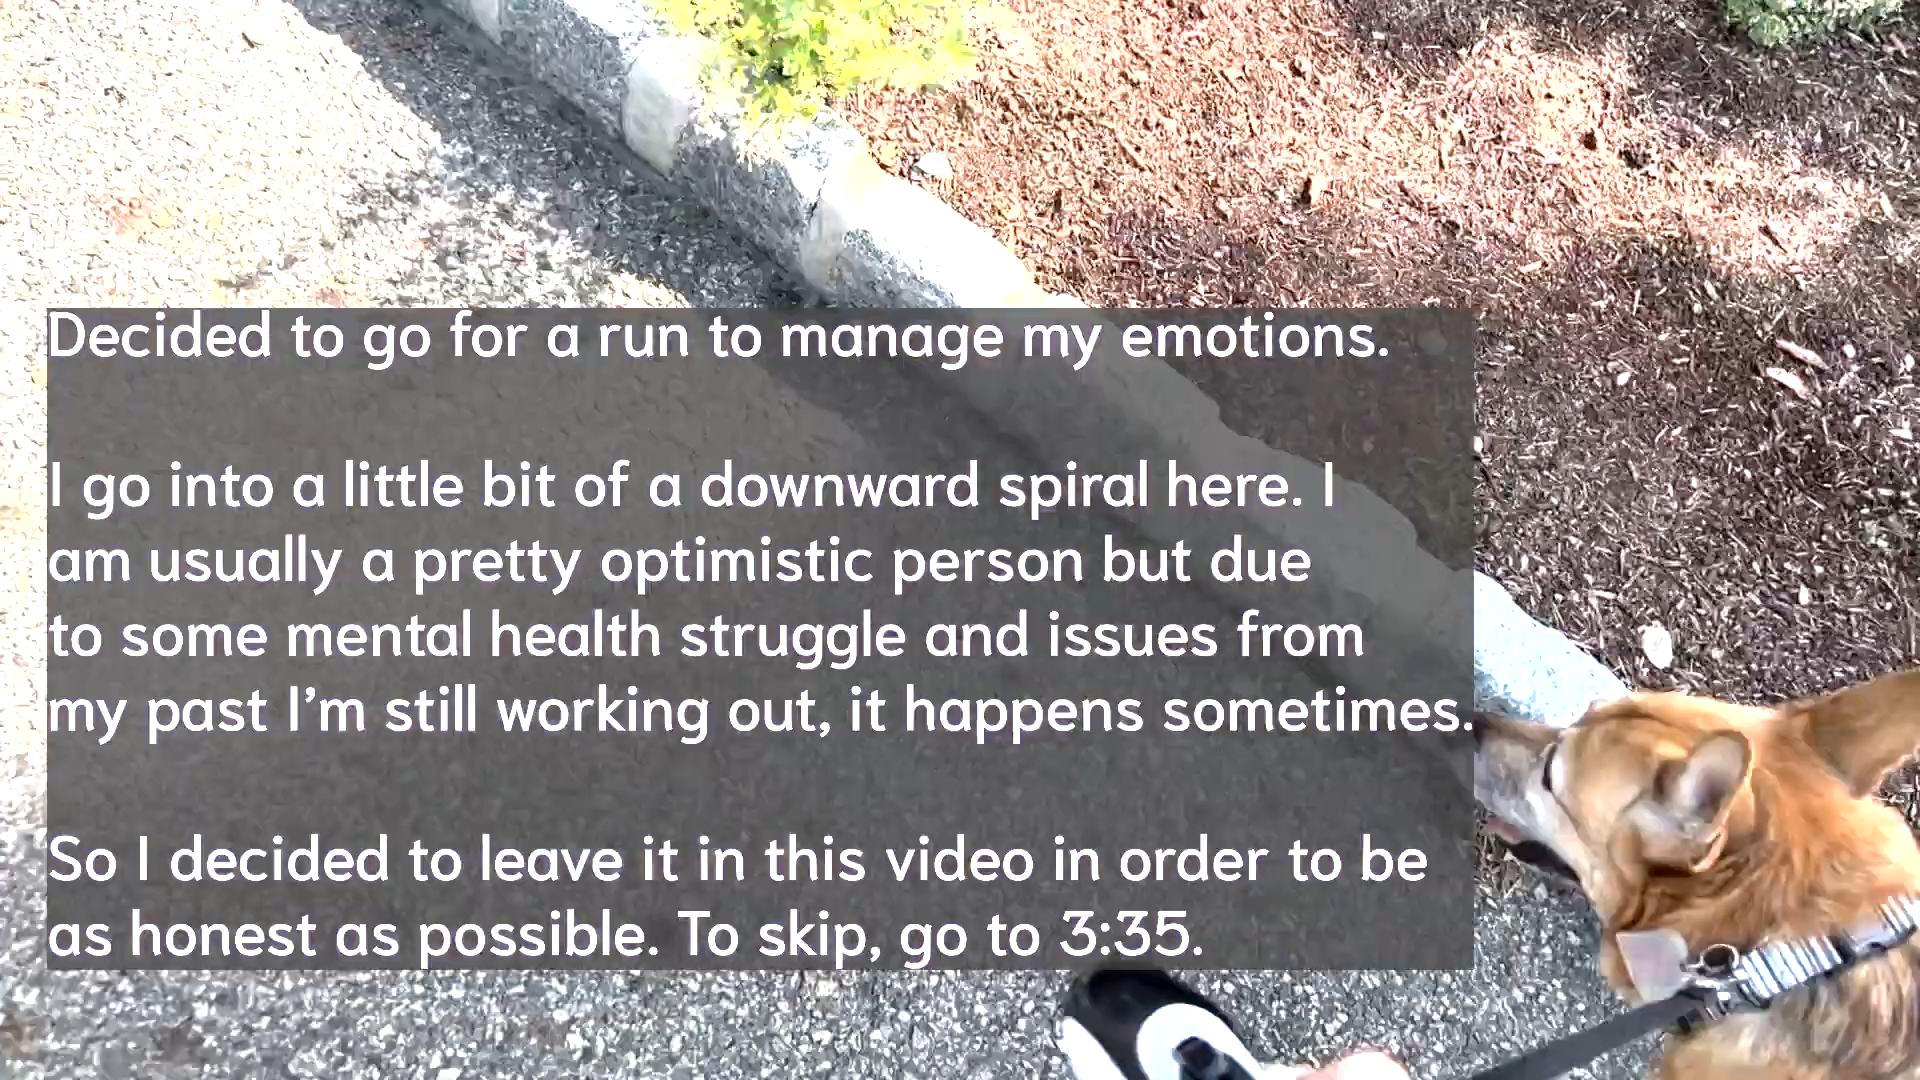 Decided to go for a run to manage my emotions.
I go into a little bit of a downward spiral here. I
am usually a pretty optimistic person but due
to some mental health struggle and issues from
my past I’m still working out, it happens sometimes.
So I decided to leave it in this video in order to be
as honest as possible. To skip, go to 3:35.